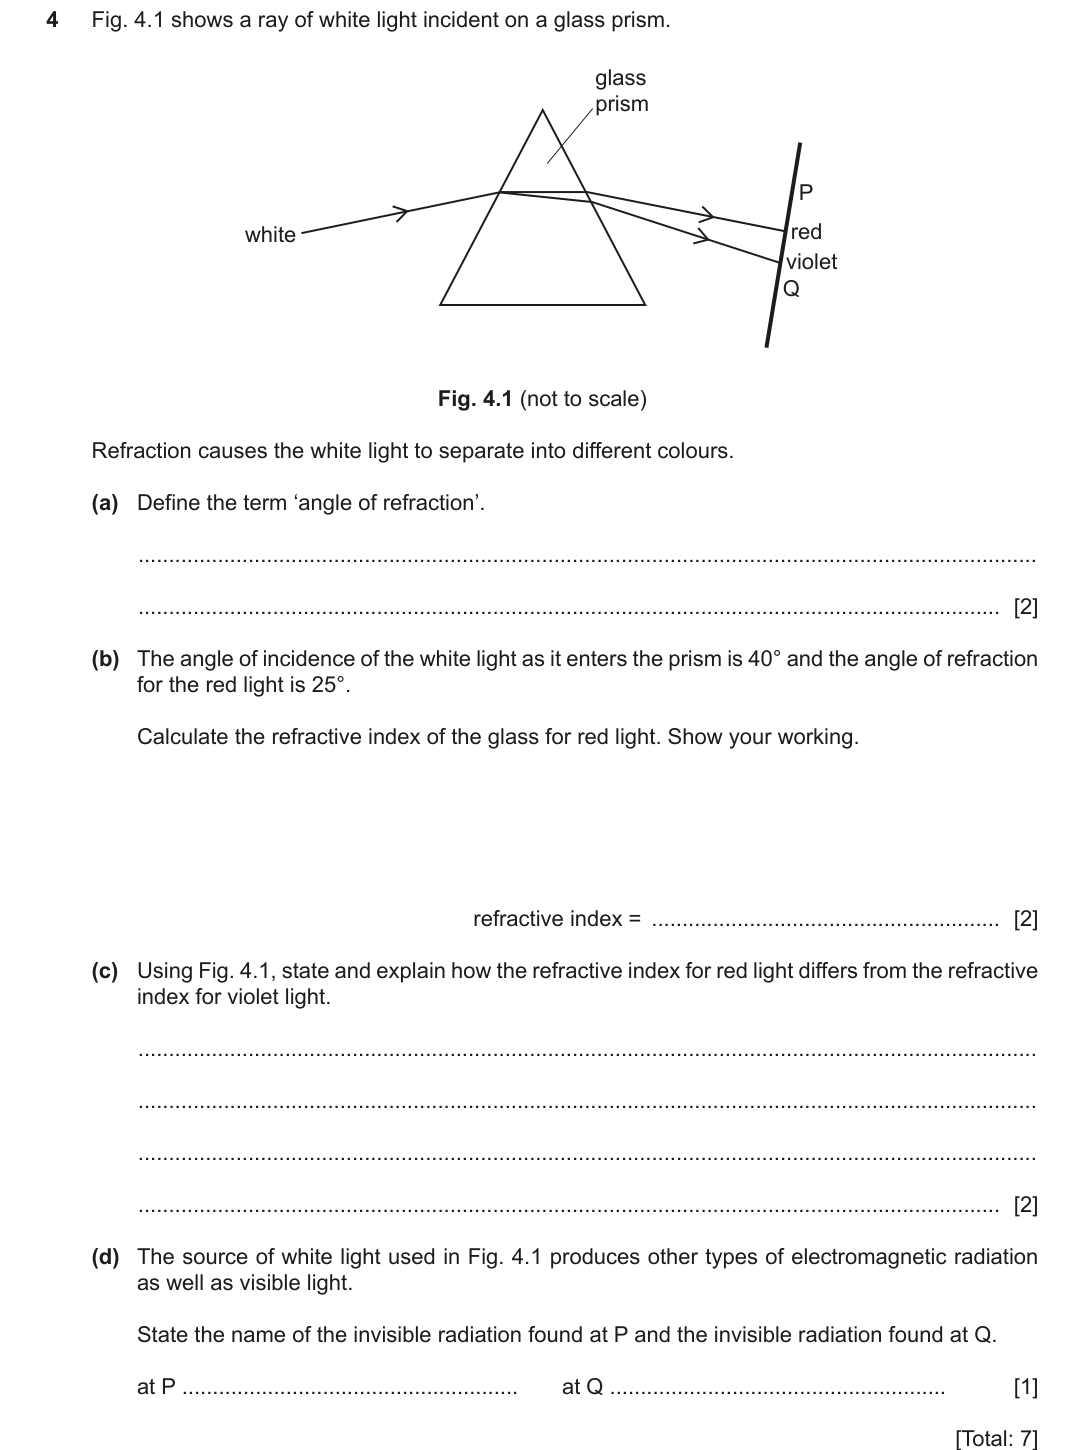 4 Fig. 4.1 shows a ray of white light incident on a glass prism.
glass
prism
white
P
red
violet
Q
Fig. 4.1 (not to scale)
Refraction causes the white light to separate into different colours.
(a) Define the term ‘angle of refraction’.
..........................................................................................................................................
.................................................................................................................................... [2]
(b) The angle of incidence of the white light as it enters the prism is 40° and the angle of refraction
for the red light is 25°.
Calculate the refractive index of the glass for red light. Show your working.
refractive index = ......................................................... [2]
(c) Using Fig. 4.1, state and explain how the refractive index for red light differs from the refractive
index for violet light.
..........................................................................................................................................
..........................................................................................................................................
..........................................................................................................................................
.................................................................................................................................... [2]
(d) The source of white light used in Fig. 4.1 produces other types of electromagnetic radiation
as well as visible light.
State the name of the invisible radiation found at P and the invisible radiation found at Q.
at P ....................................................... at Q ....................................................... [1]
[Total: 7]